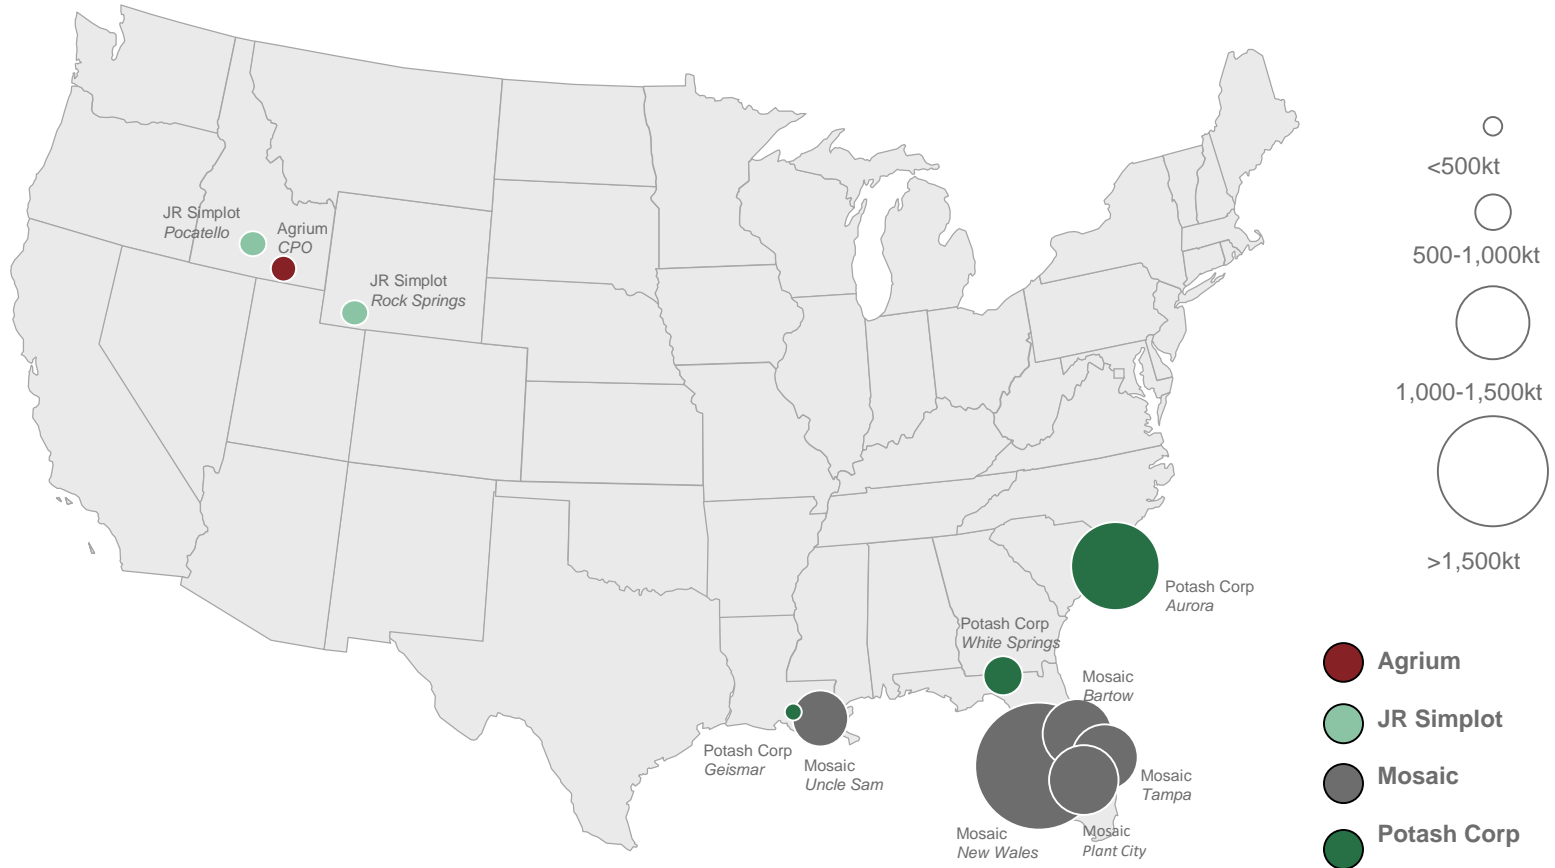 <500kt
500-1,000kt
1,000-1,500kt
>1,500kt
JR Simplot
Pocatello
Agrium
CPO
JR Simplot
Rock Springs
Potash Corp
Aurora
Potash Corp
White Springs
Mosaic
Bartow
Potash Corp
Geismar
Mosaic
Uncle Sam
Mosaic
Tampa
Mosaic
New Wales
Mosaic
Plant City
Agrium
JR Simplot
Mosaic
Potash Corp